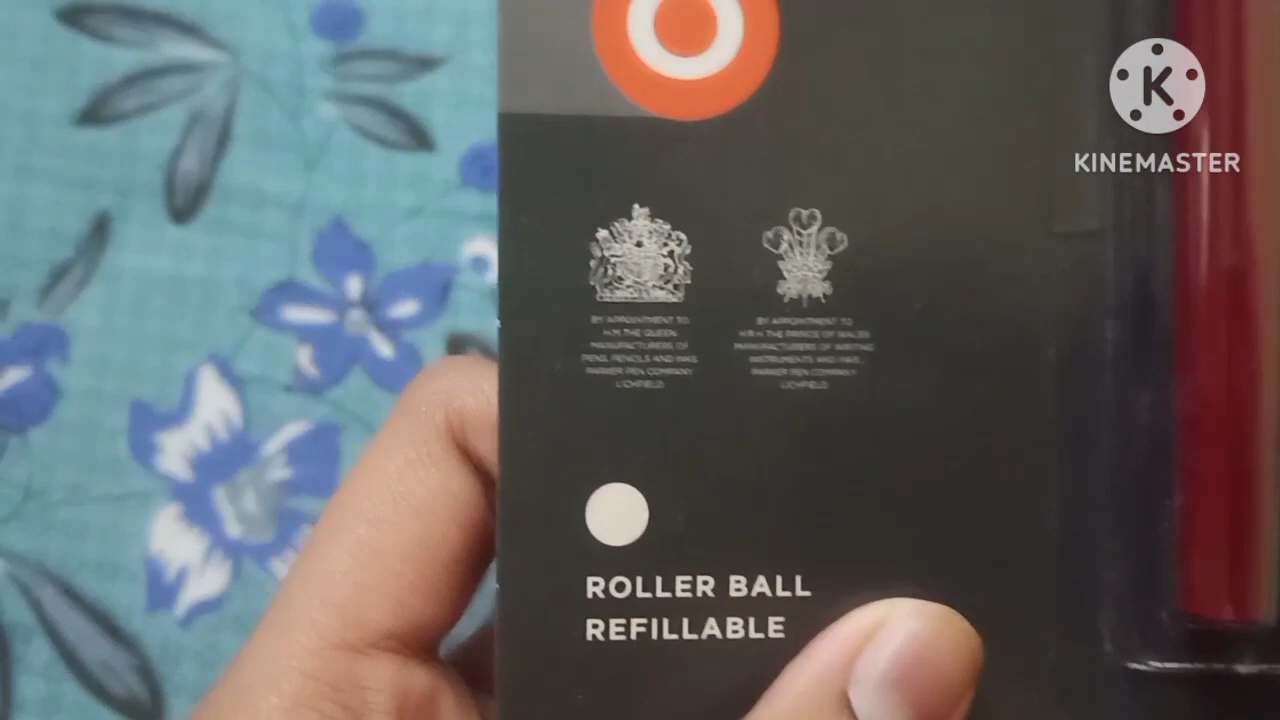 K
KINEMASTER
BY APPOINTMENT TO
H.M. THE QUEEN
MANUFACTURERS OF
PENS, PENCILS AND INKS
PARKER PEN COMPANY
LICHFIELD
BY APPOINTMENT TO
H.R.H. THE PRINCE OF WALES
MANUFACTURERS OF WRITING
INSTRUMENTS AND INKS
PARKER PEN COMPANY
LICHFIELD
ROLLER BALL
REFILLABLE